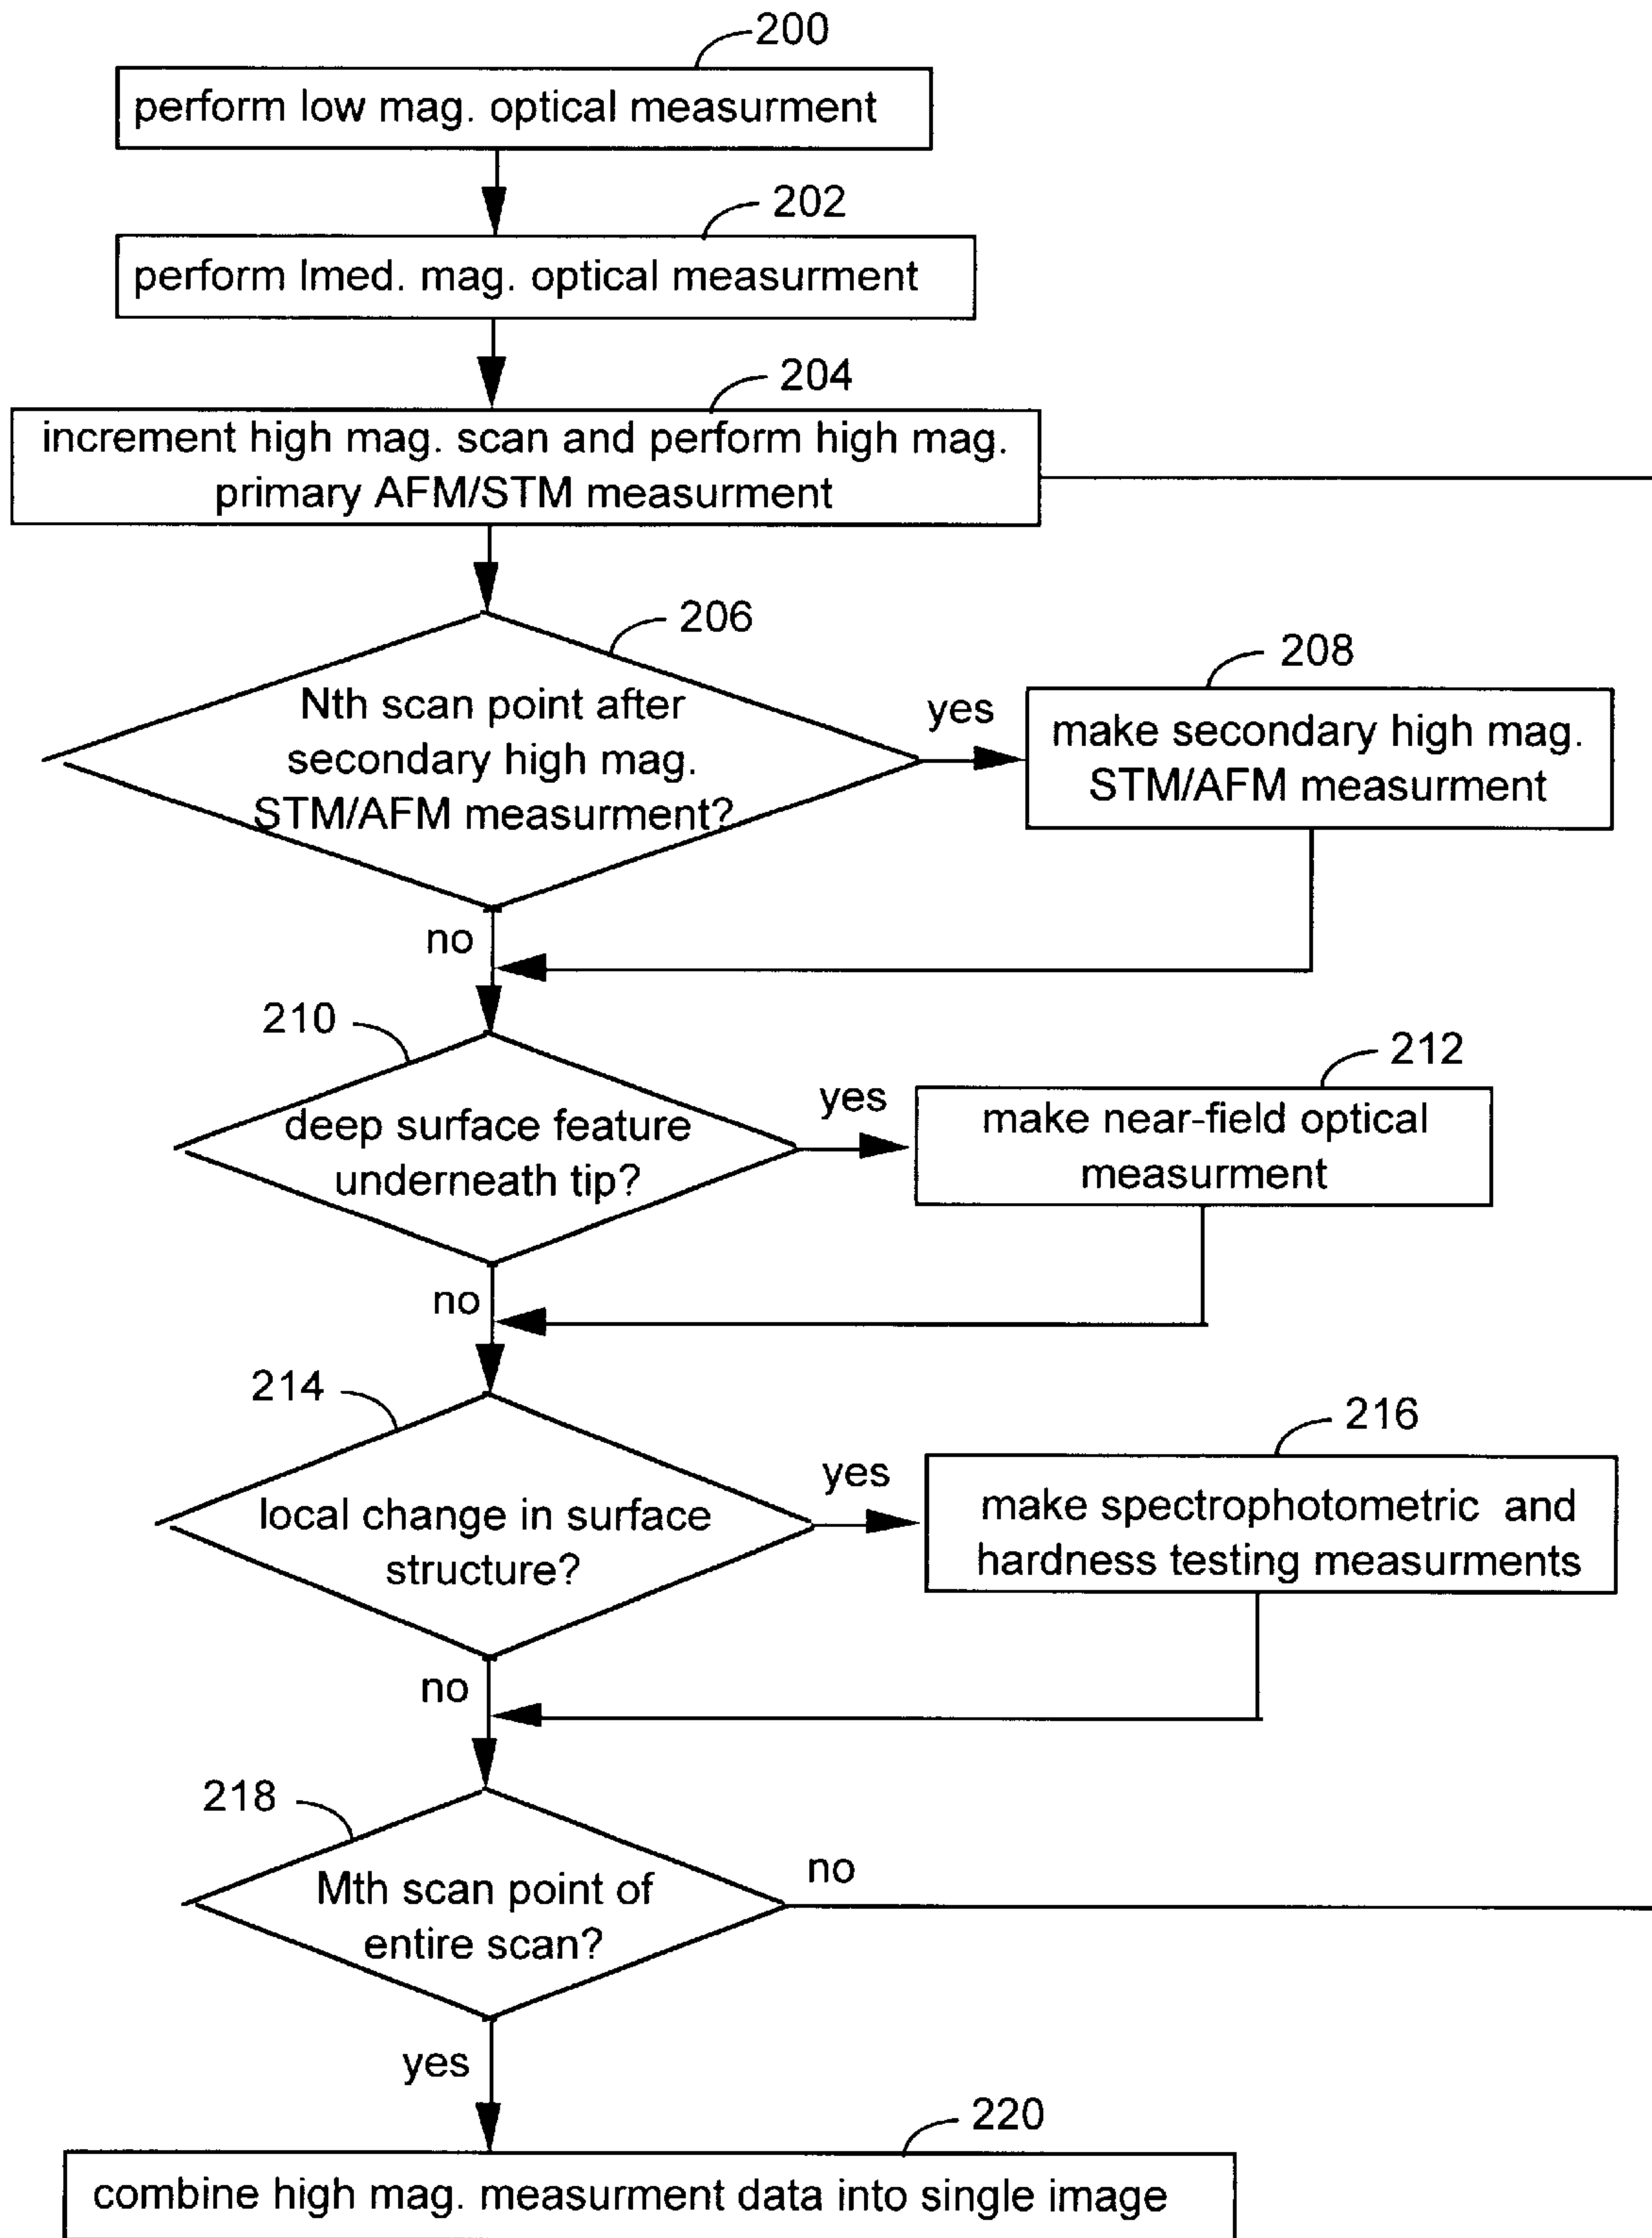 200
perform low mag. optical measurment
202
perform Imed. mag. optical measurment
204
increment high mag. scan and perform high mag.
primary AFM/STM measurment
206
Nth scan point after
secondary high mag.
STM/AFM measurment?
yes
208
make secondary high mag.
STM/AFM measurment
no
210
deep surface feature
underneath tip?
yes
212
make near-field optical
measurment
no
214
local change in surface
structure?
yes
216
make spectrophotometric and
hardness testing measurments
no
218
Mth scan point of
entire scan?
no
yes
220
combine high mag. measurment data into single image